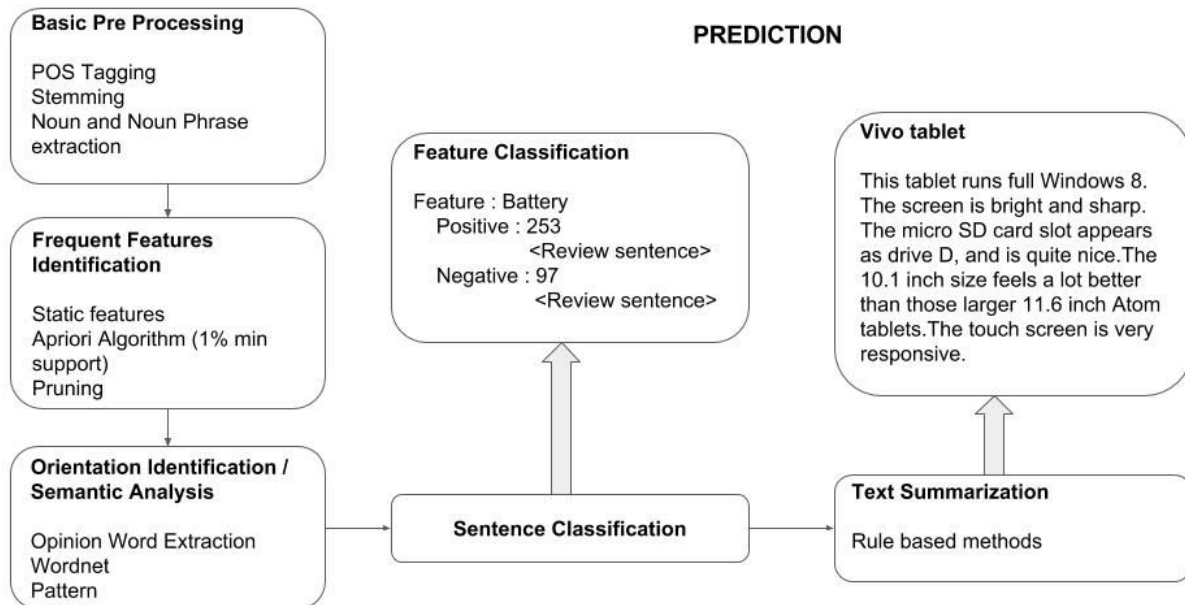 Basic Pre Processing
POS Tagging
Stemming
Noun and Noun Phrase
extraction
PREDICTION
Frequent Features
Identification
Static features
Apriori Algorithm (1% min
support)
Pruning
Orientation Identification /
Semantic Analysis
Opinion Word Extraction
Wordnet
Pattern
Feature Classification
Feature : Battery
Positive : 253
<Review sentence>
Negative : 97
<Review sentence>
Sentence Classification
Vivo tablet
This tablet runs full Windows 8.
The screen is bright and sharp.
The micro SD card slot appears
as drive D, and is quite nice.The
10.1 inch size feels a lot better
than those larger 11.6 inch Atom
tablets.The touch screen is very
responsive.
Text Summarization
Rule based methods